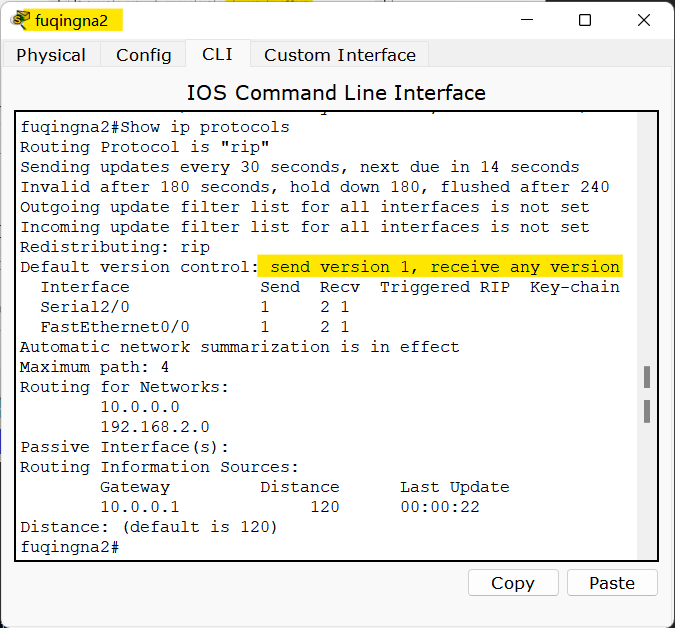 fuqingna2
Physical Config CLI Custom Interface
IOS Command Line Interface
fuqingna2#Show ip protocols
Routing Protocol is "rip"
Sending updates every 30 seconds, next due in 14 seconds
Invalid after 180 seconds, hold down 180, flushed after 240
Outgoing update filter list for all interfaces is not set
Incoming update filter list for all interfaces is not set
Redistributing: rip
Default version control: send version 1, receive any version
Interface Send Recv Triggered RIP Key-chain
Serial2/0 1 2 1
FastEthernet0/0 1 2 1
Automatic network summarization is in effect
Maximum path: 4
Routing for Networks:
10.0.0.0
192.168.2.0
Passive Interface(s):
Routing Information Sources:
Gateway Distance Last Update
10.0.0.1 120 00:00:22
Distance: (default is 120)
fuqingna2#
Copy Paste